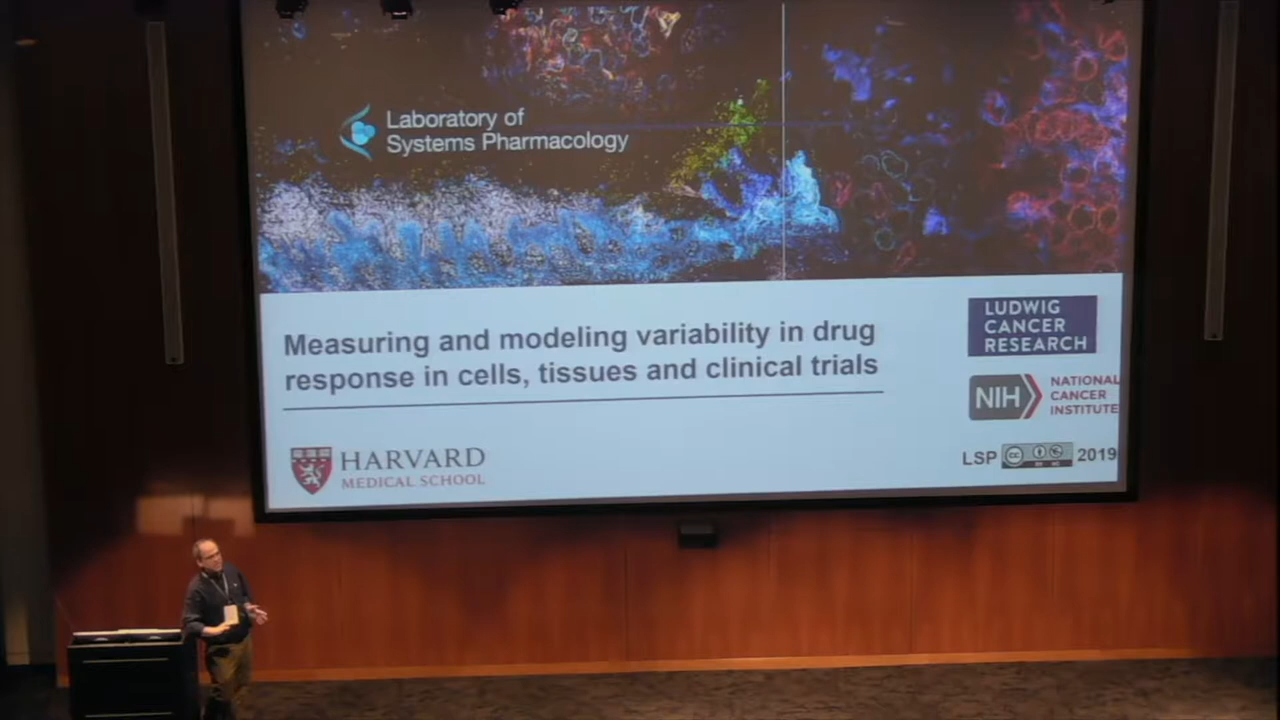 Laboratory of
Systems Pharmacology
Measuring and modeling variability in drug
response in cells, tissues and clinical trials
LUDWIG
CANCER
RESEARCH
NIH
NATIONAL
CANCER
INSTITUTE
HARVARD
MEDICAL SCHOOL
LSP cc 2019